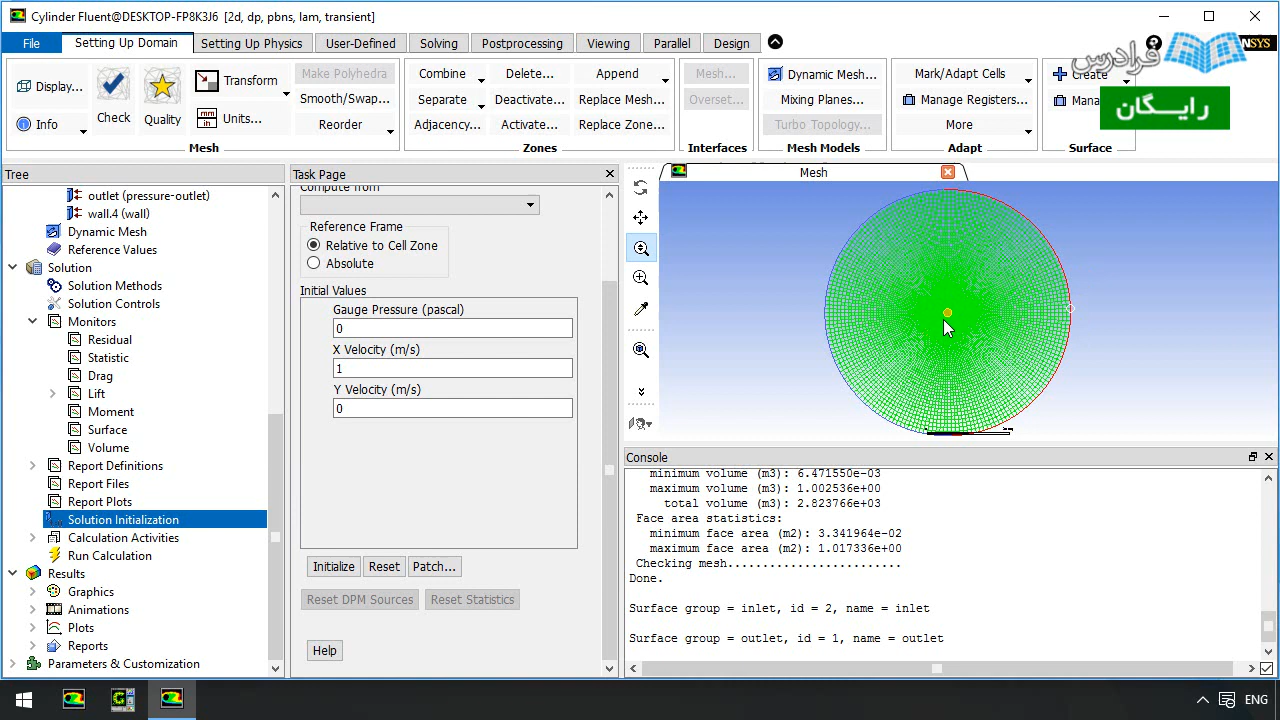 Cylinder Fluent@DESKTOP-FP8K3J6 [2d, dp, pbns, lam, transient]
File
Setting Up Domain
Setting Up Physics
User-Defined
Solving
Postprocessing
Viewing
Parallel
Design
NSYS
فرادرس
رایگان
Display...
Info
Check
Quality
Transform
Units...
Make Polyhedra
Smooth/Swap...
Reorder
Mesh
Combine
Separate
Adjacency...
Delete...
Deactivate...
Activate...
Append
Replace Mesh...
Replace Zone...
Zones
Mesh...
Overset...
Interfaces
Dynamic Mesh...
Mixing Planes...
Turbo Topology...
Mesh Models
Mark/Adapt Cells
Manage Registers...
More
Adapt
Create
Mana
Surface
Tree
outlet (pressure-outlet)
wall.4 (wall)
Dynamic Mesh
Reference Values
Solution
Solution Methods
Solution Controls
Monitors
Residual
Statistic
Drag
Lift
Moment
Surface
Volume
Report Definitions
Report Files
Report Plots
Solution Initialization
Calculation Activities
Run Calculation
Results
Graphics
Animations
Plots
Reports
Parameters & Customization
Task Page
Compute from
Reference Frame
Relative to Cell Zone
Absolute
Initial Values
Gauge Pressure (pascal)
0
X Velocity (m/s)
1
Y Velocity (m/s)
0
Initialize
Reset
Patch...
Reset DPM Sources
Reset Statistics
Help
Mesh
Console
minimum volume (m3): 6.471550e-03
maximum volume (m3): 1.002536e+00
total volume (m3): 2.823766e+03
Face area statistics:
minimum face area (m2): 3.341964e-02
maximum face area (m2): 1.017336e+00
Checking mesh.........................
Done.
Surface group = inlet, id = 2, name = inlet
Surface group = outlet, id = 1, name = outlet
ENG